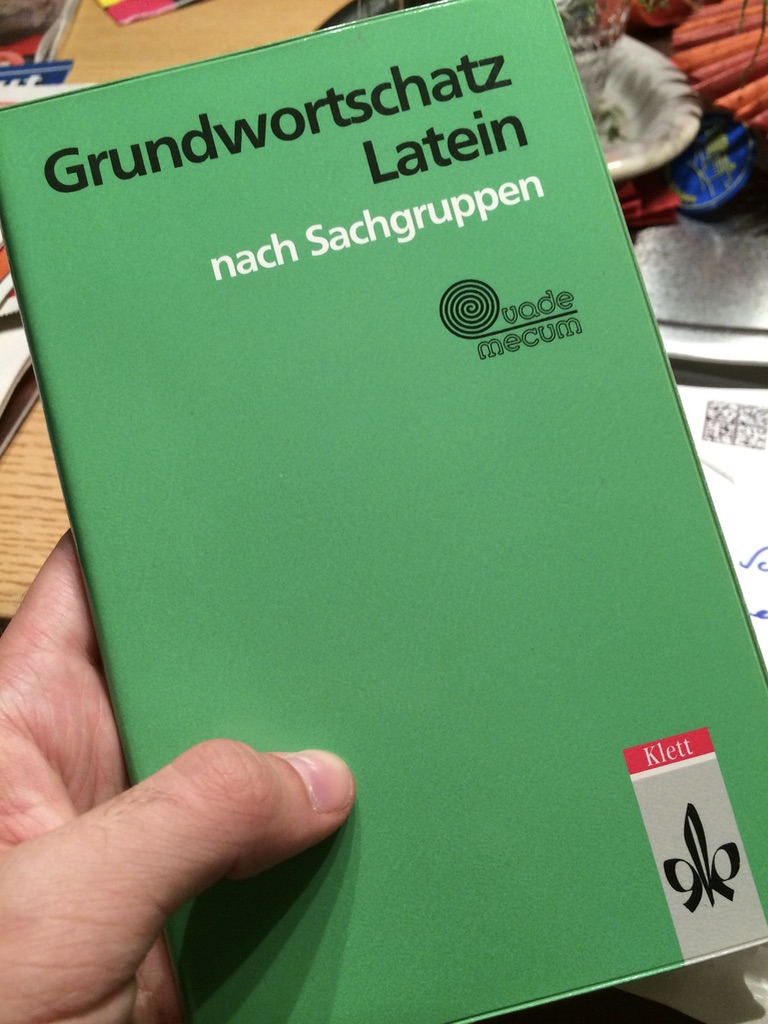 Grundwortschatz
Latein
nach Sachgruppen
vade
mecum
Klett